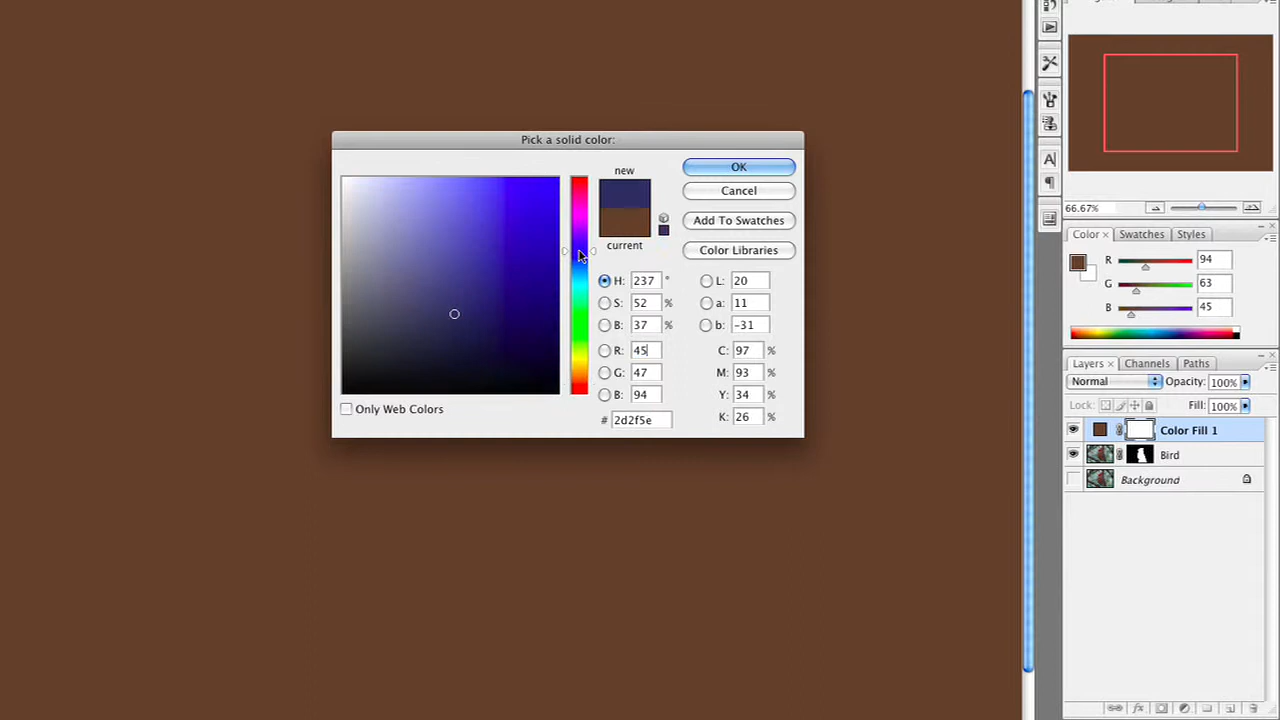 Pick a solid color:
new
current
OK
Cancel
Add To Swatches
Color Libraries
H: 237 °
S: 52 %
B: 37 %
R: 45
G: 47
B: 94
# 2d2f5e
L: 20
a: 11
b: -31
C: 97 %
M: 93 %
Y: 34 %
K: 26 %
Only Web Colors
66.67%
Color × Swatches Styles
R 94
G 63
B 45
Layers × Channels Paths
Normal Opacity: 100%
Lock: Fill: 100%
Color Fill 1
Bird
Background